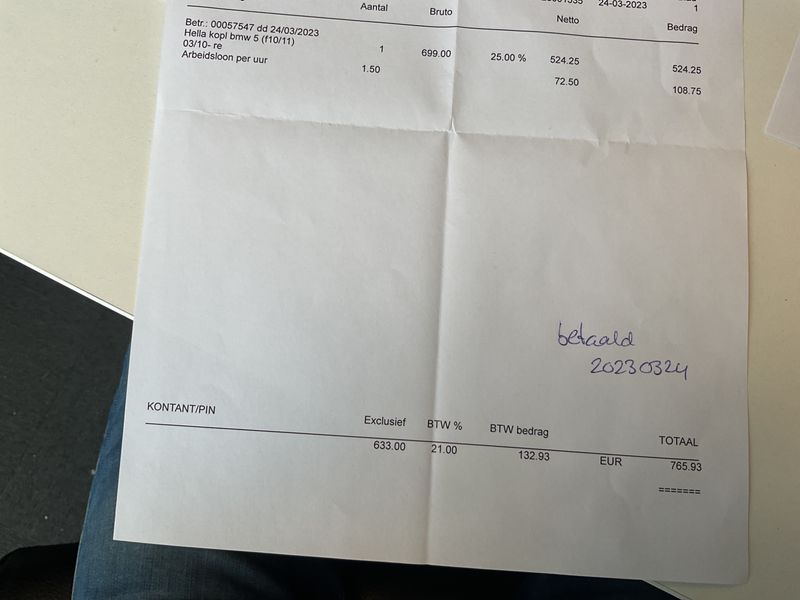 24-03-2023 1
Aantal Bruto Netto Bedrag
Betr.: 00057547 dd 24/03/2023
Hella kopl bmw 5 (f10/11) 1 699.00 25.00 % 524.25 524.25
03/10- re
Arbeidsloon per uur 1.50 72.50 108.75
betaald
20230324
KONTANT/PIN Exclusief BTW % BTW bedrag TOTAAL
633.00 21.00 132.93 EUR 765.93
=======